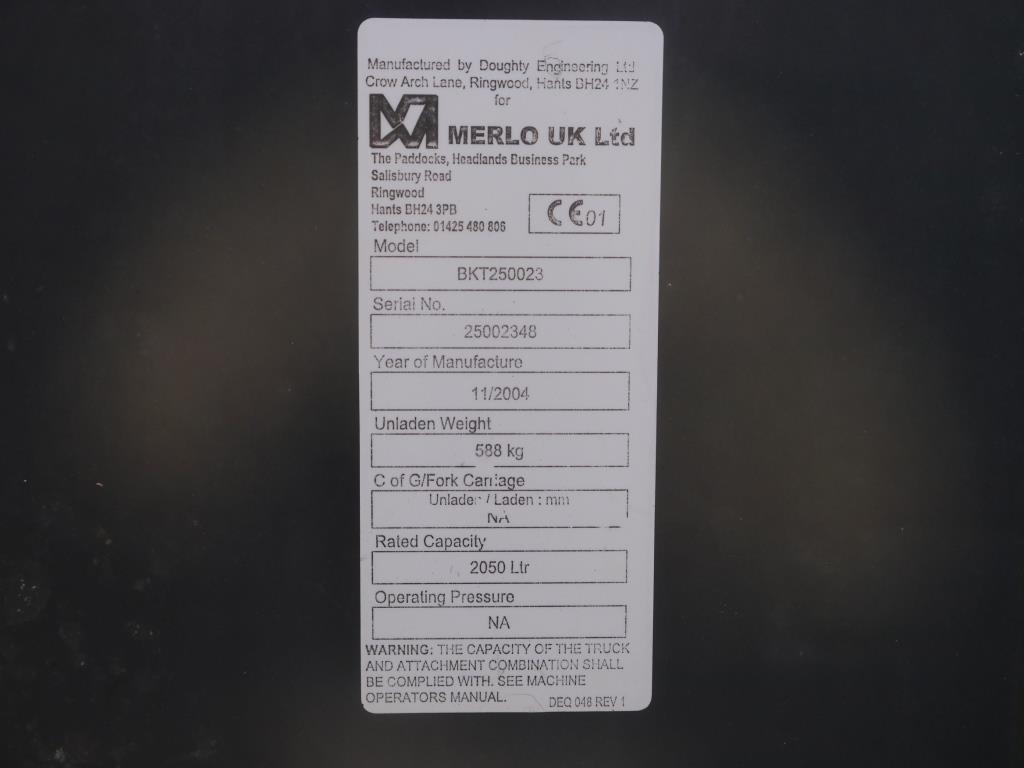 Manufactured by Doughty Engineering Ltd
Crow Arch Lane, Ringwood, Hants BH24 1NZ
for
MERLO UK Ltd
The Paddocks, Headlands Business Park
Salisbury Road
Ringwood
Hants BH24 3PB
Telephone: 01425 480 806
CE01
Model
BKT250023
Serial No.
25002348
Year of Manufacture
11/2004
Unladen Weight
588 kg
C of G/Fork Carriage
Unladen / Laden : mm
NA
Rated Capacity
2050 Ltr
Operating Pressure
NA
WARNING: THE CAPACITY OF THE TRUCK
AND ATTACHMENT COMBINATION SHALL
BE COMPLIED WITH. SEE MACHINE
OPERATORS MANUAL.
DEQ 048 REV 1